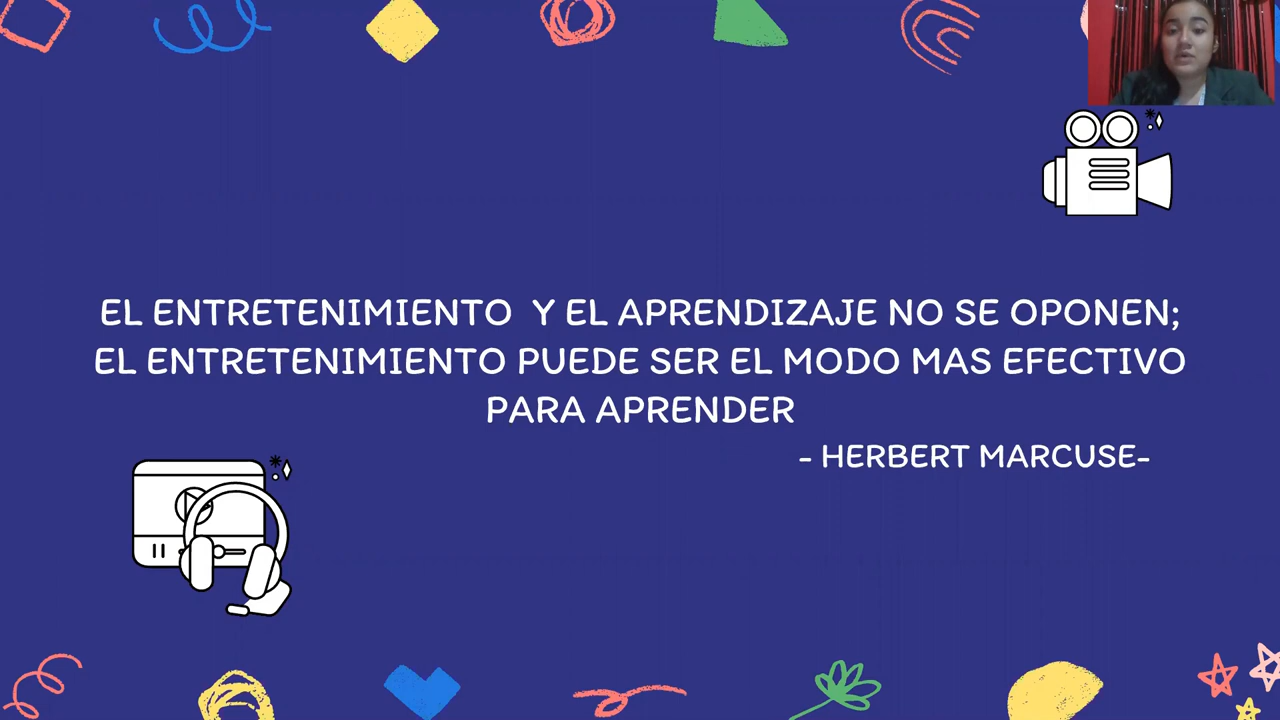 EL ENTRETENIMIENTO Y EL APRENDIZAJE NO SE OPONEN;
EL ENTRETENIMIENTO PUEDE SER EL MODO MAS EFECTIVO
PARA APRENDER
- HERBERT MARCUSE-